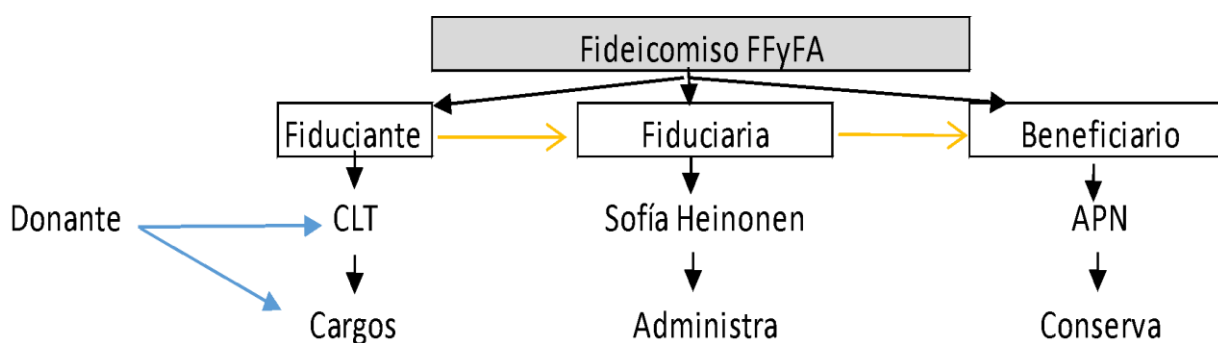 Fideicomiso FFyFA
Fiduciante
Fiduciaria
Beneficiario
Donante
CLT
Sofía Heinonen
APN
Cargos
Administra
Conserva